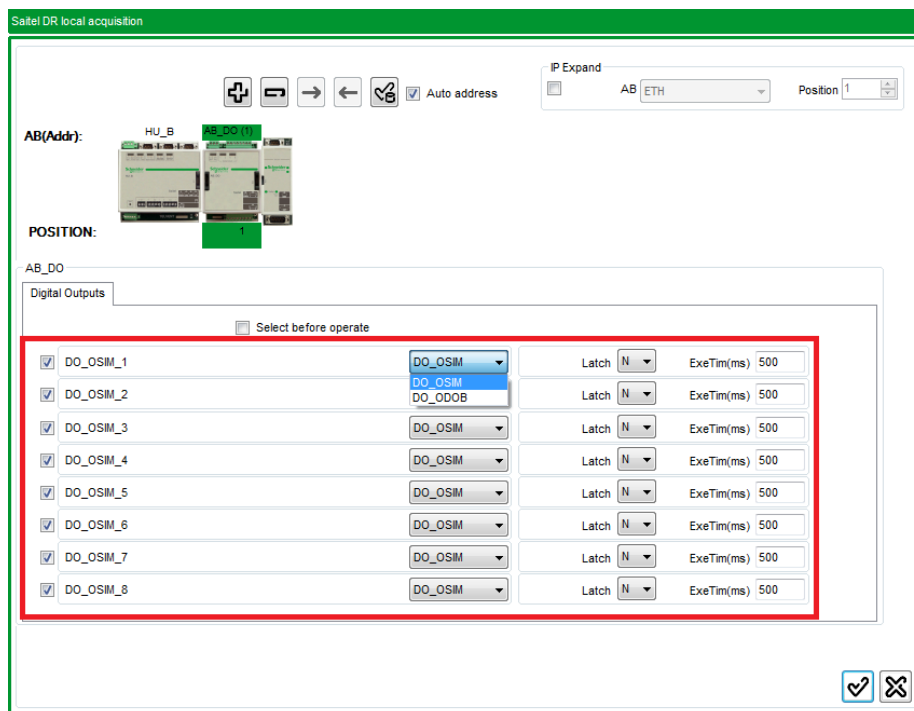 Saitel DR local acquisition
IP Expand
Auto address
AB ETH
Position 1
AB(Addr):
HU_B
AB_DO (1)
POSITION:
1
AB_DO
Digital Outputs
Select before operate
DO_OSIM_1 DO_OSIM Latch N ExeTim(ms) 500
DO_OSIM
DO_ODOB
DO_OSIM_2 Latch N ExeTim(ms) 500
DO_OSIM_3 DO_OSIM Latch N ExeTim(ms) 500
DO_OSIM_4 DO_OSIM Latch N ExeTim(ms) 500
DO_OSIM_5 DO_OSIM Latch N ExeTim(ms) 500
DO_OSIM_6 DO_OSIM Latch N ExeTim(ms) 500
DO_OSIM_7 DO_OSIM Latch N ExeTim(ms) 500
DO_OSIM_8 DO_OSIM Latch N ExeTim(ms) 500